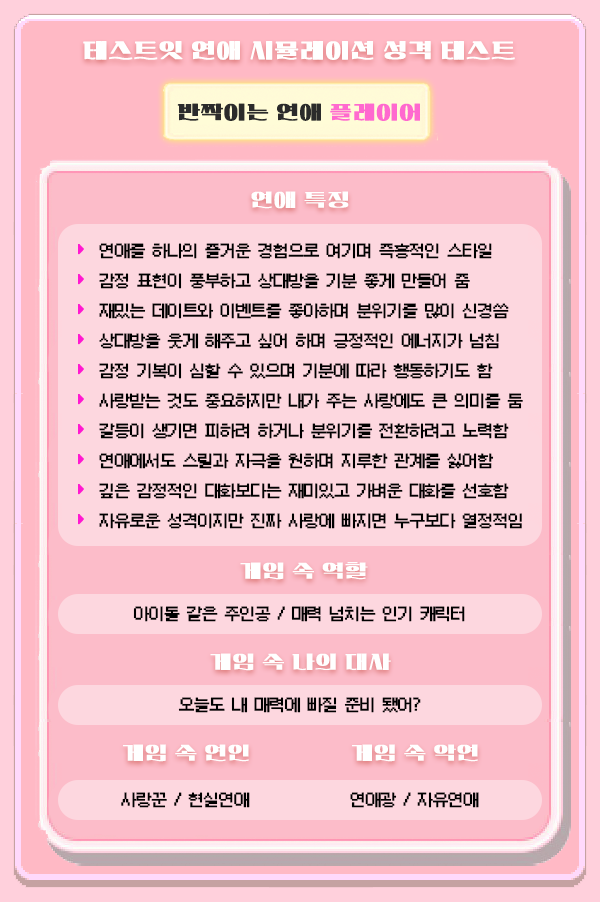 테스트잇 연애 시뮬레이션 성격 테스트
반짝이는 연애 플레이어
연애 특징
연애를 하나의 즐거운 경험으로 여기며 즉흥적인 스타일
감정 표현이 풍부하고 상대방을 기분 좋게 만들어 줌
재밌는 데이트와 이벤트를 좋아하며 분위기를 많이 신경씀
상대방을 웃게 해주고 싶어 하며 긍정적인 에너지가 넘침
감정 기복이 심할 수 있으며 기분에 따라 행동하기도 함
사랑받는 것도 중요하지만 내가 주는 사랑에도 큰 의미를 둠
갈등이 생기면 피하려 하거나 분위기를 전환하려고 노력함
연애에서도 스릴과 자극을 원하며 지루한 관계를 싫어함
깊은 감정적인 대화보다는 재미있고 가벼운 대화를 선호함
자유로운 성격이지만 진짜 사랑에 빠지면 누구보다 열정적임
게임 속 역할
아이돌 같은 주인공 / 매력 넘치는 인기 캐릭터
게임 속 나의 대사
오늘도 내 매력에 빠질 준비 됐어?
게임 속 연인 게임 속 악연
사랑꾼 / 현실연애 연애광 / 자유연애